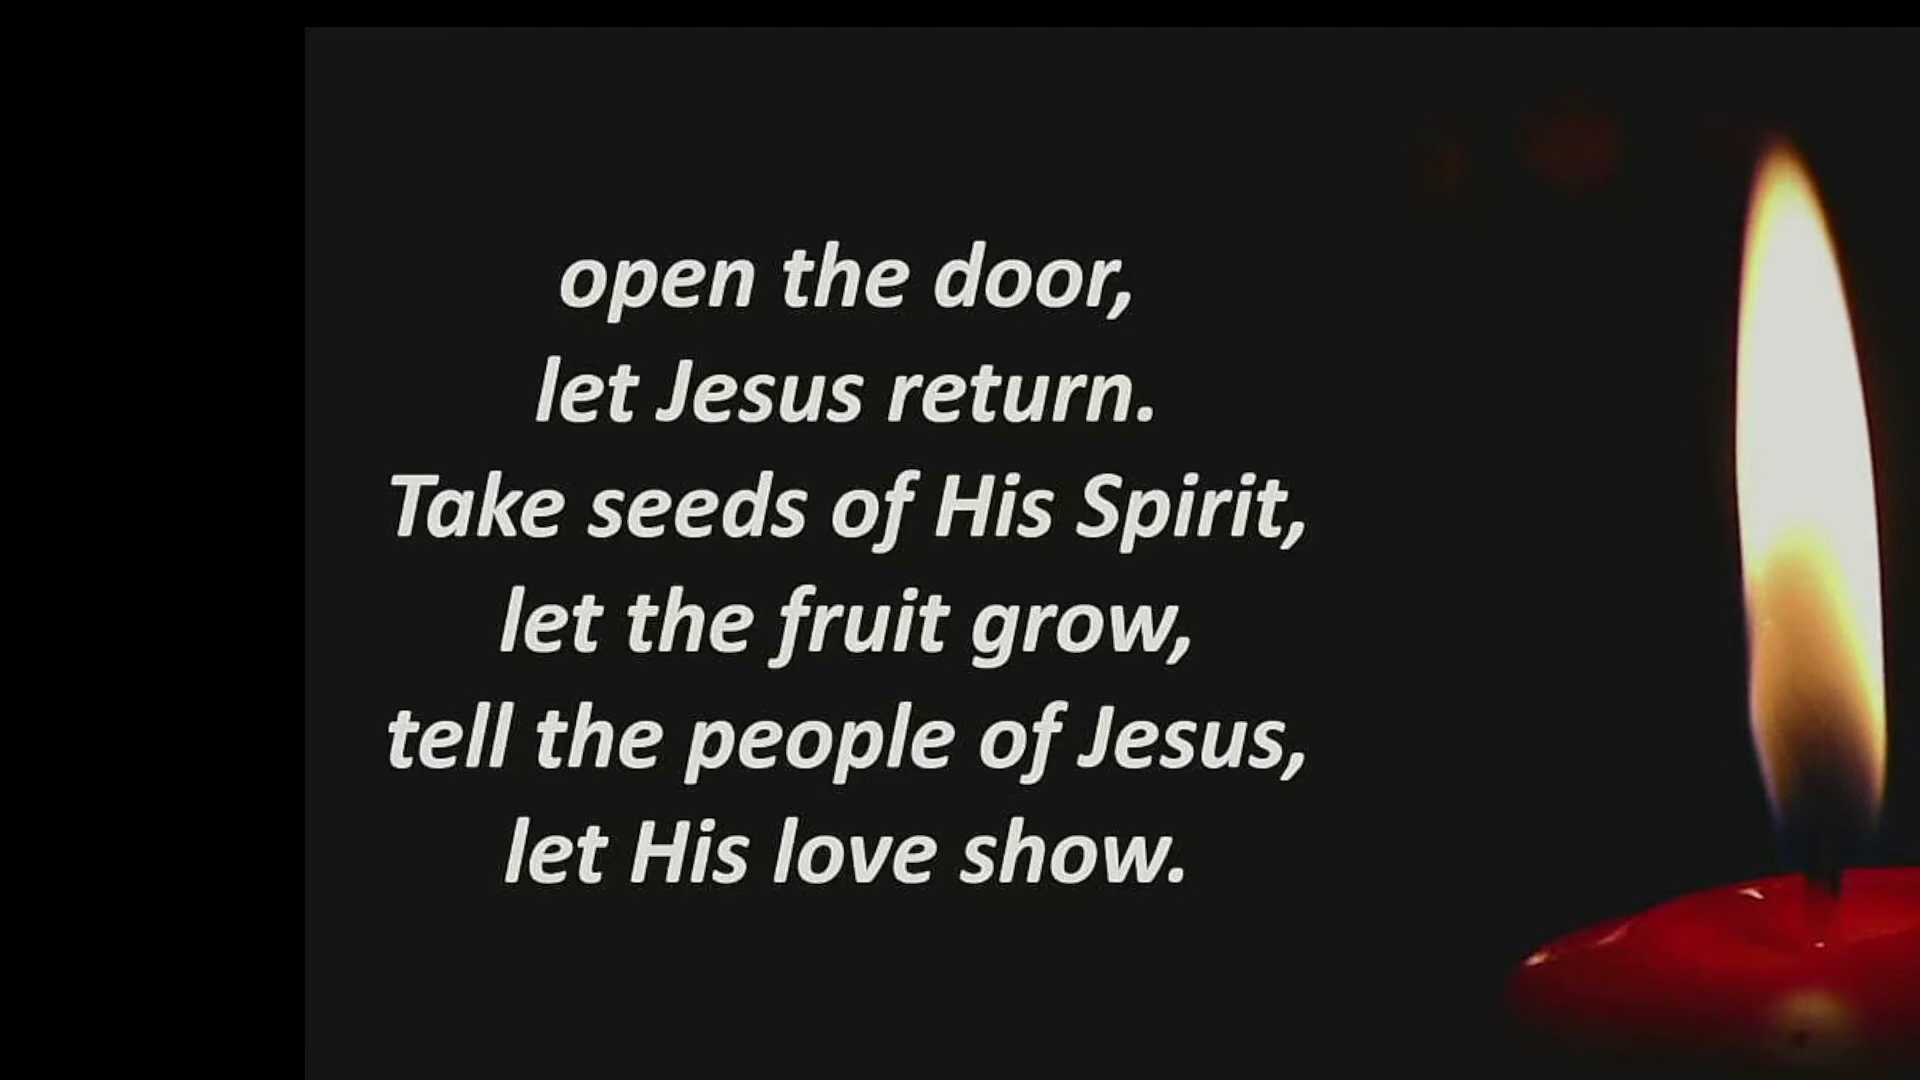 open the door,
let Jesus return.
Take seeds of His Spirit,
let the fruit grow,
tell the people of Jesus,
let His love show.